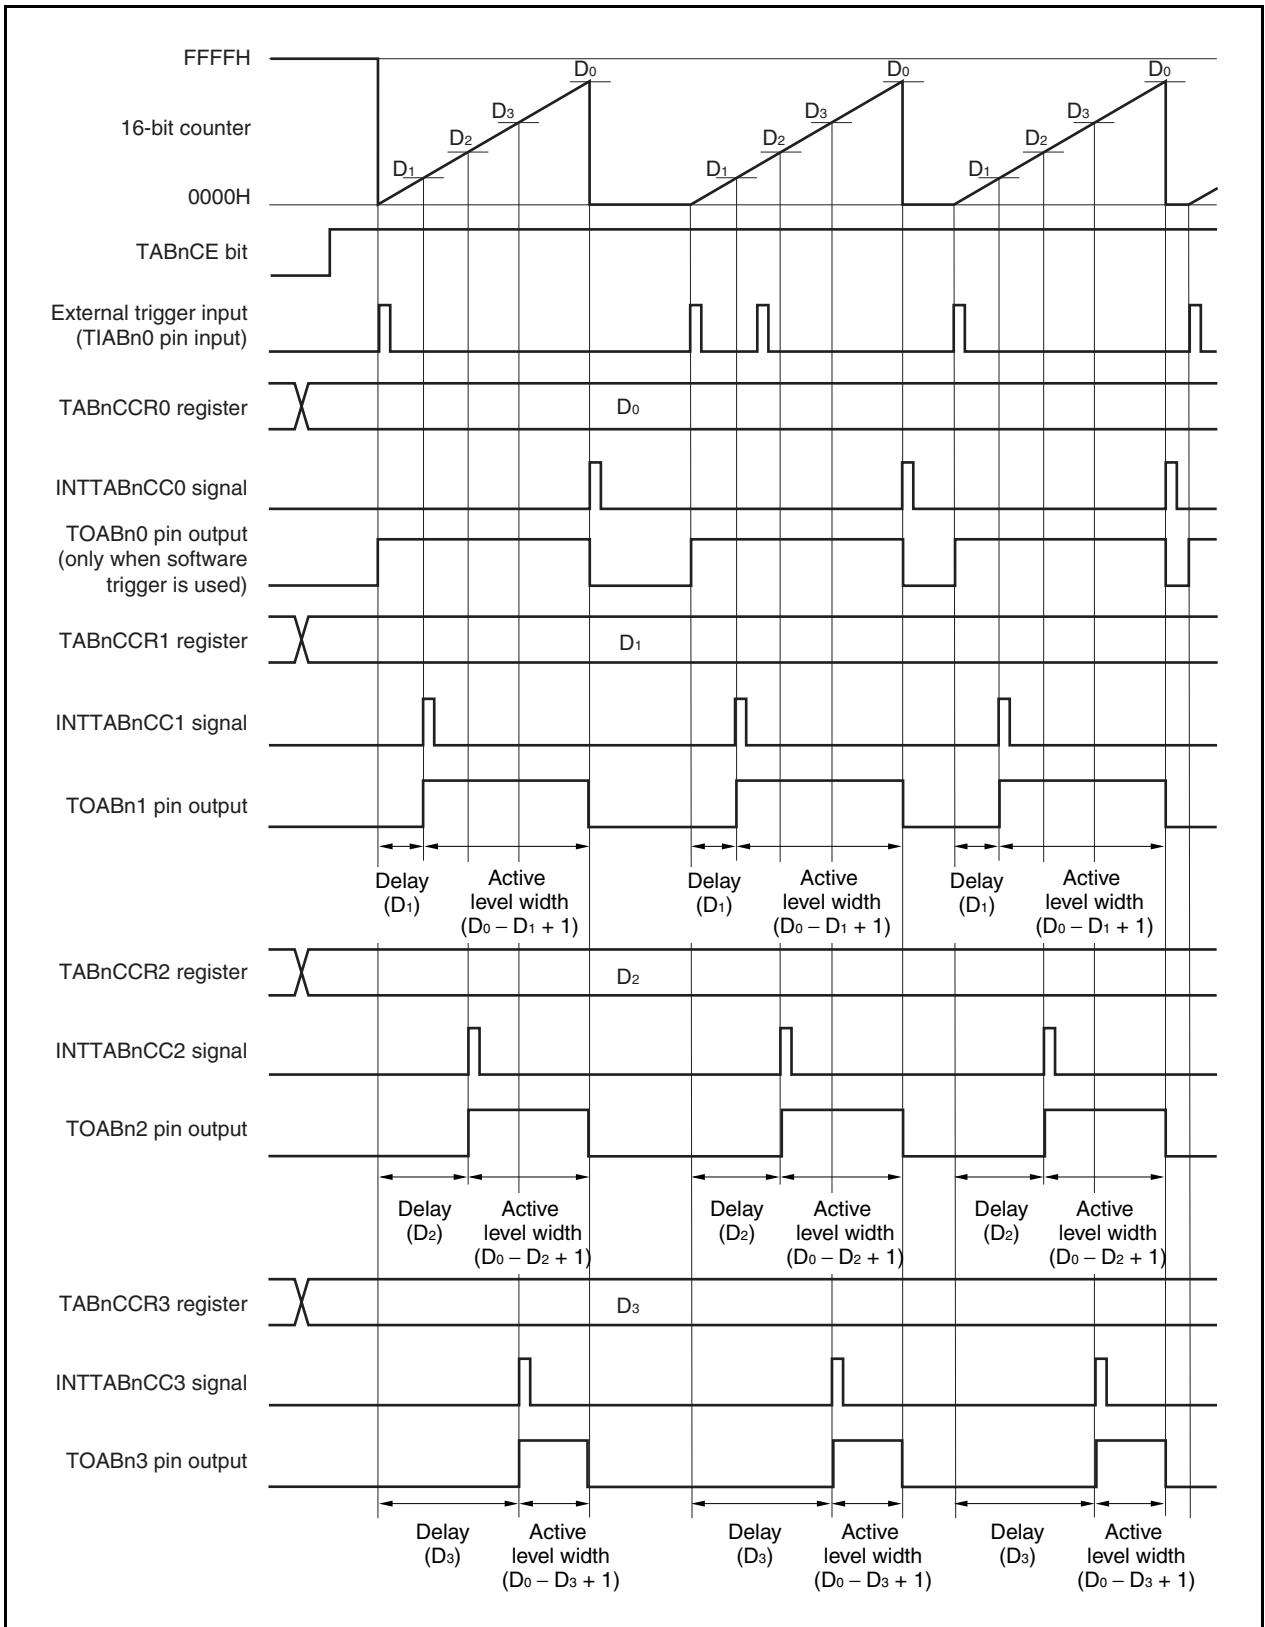 FFFFH
D0 D0 D0
D3 D3 D3
16-bit counter
D2 D2 D2
D1 D1 D1
0000H
TABnCE bit
External trigger input
(TIABn0 pin input)
TABnCCR0 register
D0
INTTABnCC0 signal
TOABn0 pin output
(only when software
trigger is used)
TABnCCR1 register
D1
INTTABnCC1 signal
TOABn1 pin output
Delay
(D1)
Active
level width
(D0 – D1 + 1)
Delay
(D1)
Active
level width
(D0 – D1 + 1)
Delay
(D1)
Active
level width
(D0 – D1 + 1)
TABnCCR2 register
D2
INTTABnCC2 signal
TOABn2 pin output
Delay
(D2)
Active
level width
(D0 – D2 + 1)
Delay
(D2)
Active
level width
(D0 – D2 + 1)
Delay
(D2)
Active
level width
(D0 – D2 + 1)
TABnCCR3 register
D3
INTTABnCC3 signal
TOABn3 pin output
Delay
(D3)
Active
level width
(D0 – D3 + 1)
Delay
(D3)
Active
level width
(D0 – D3 + 1)
Delay
(D3)
Active
level width
(D0 – D3 + 1)